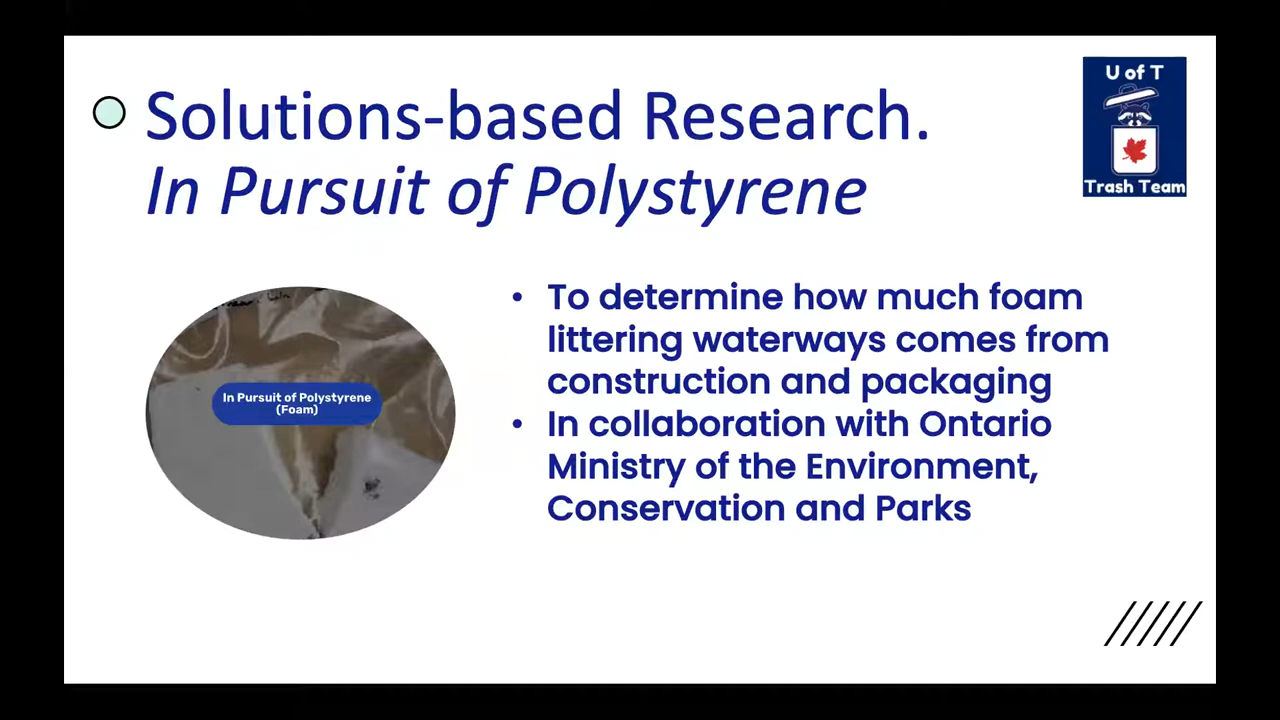 Solutions-based Research.
In Pursuit of Polystyrene
U of T
Trash Team
In Pursuit of Polystyrene
(Foam)
• To determine how much foam
littering waterways comes from
construction and packaging
• In collaboration with Ontario
Ministry of the Environment,
Conservation and Parks